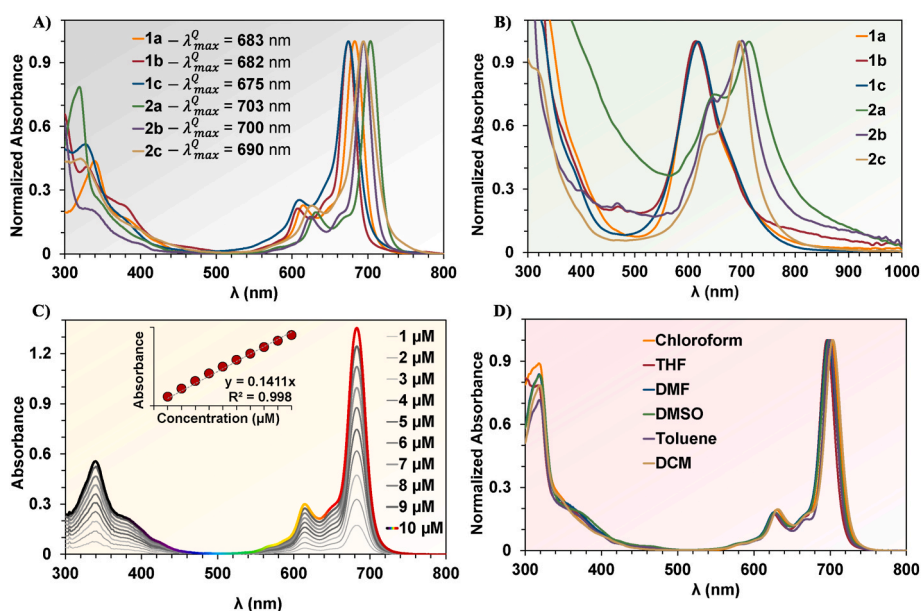 A)
1a – λ^Q_max = 683 nm
1b – λ^Q_max = 682 nm
1c – λ^Q_max = 675 nm
2a – λ^Q_max = 703 nm
2b – λ^Q_max = 700 nm
2c – λ^Q_max = 690 nm
Normalized Absorbance
0.9
0.6
0.3
0
300 400 500 600 700 800
λ (nm)
B)
1a
1b
1c
2a
2b
2c
Normalized Absorbance
0.9
0.6
0.3
0
300 400 500 600 700 800 900 1000
λ (nm)
C)
Absorbance
y = 0.1411x
R² = 0.998
Concentration (µM)
1 µM
2 µM
3 µM
4 µM
5 µM
6 µM
7 µM
8 µM
9 µM
10 µM
Absorbance
1.2
0.9
0.6
0.3
0.0
300 400 500 600 700 800
λ (nm)
D)
Chloroform
THF
DMF
DMSO
Toluene
DCM
Normalized Absorbance
0.9
0.6
0.3
0
300 400 500 600 700 800
λ (nm)